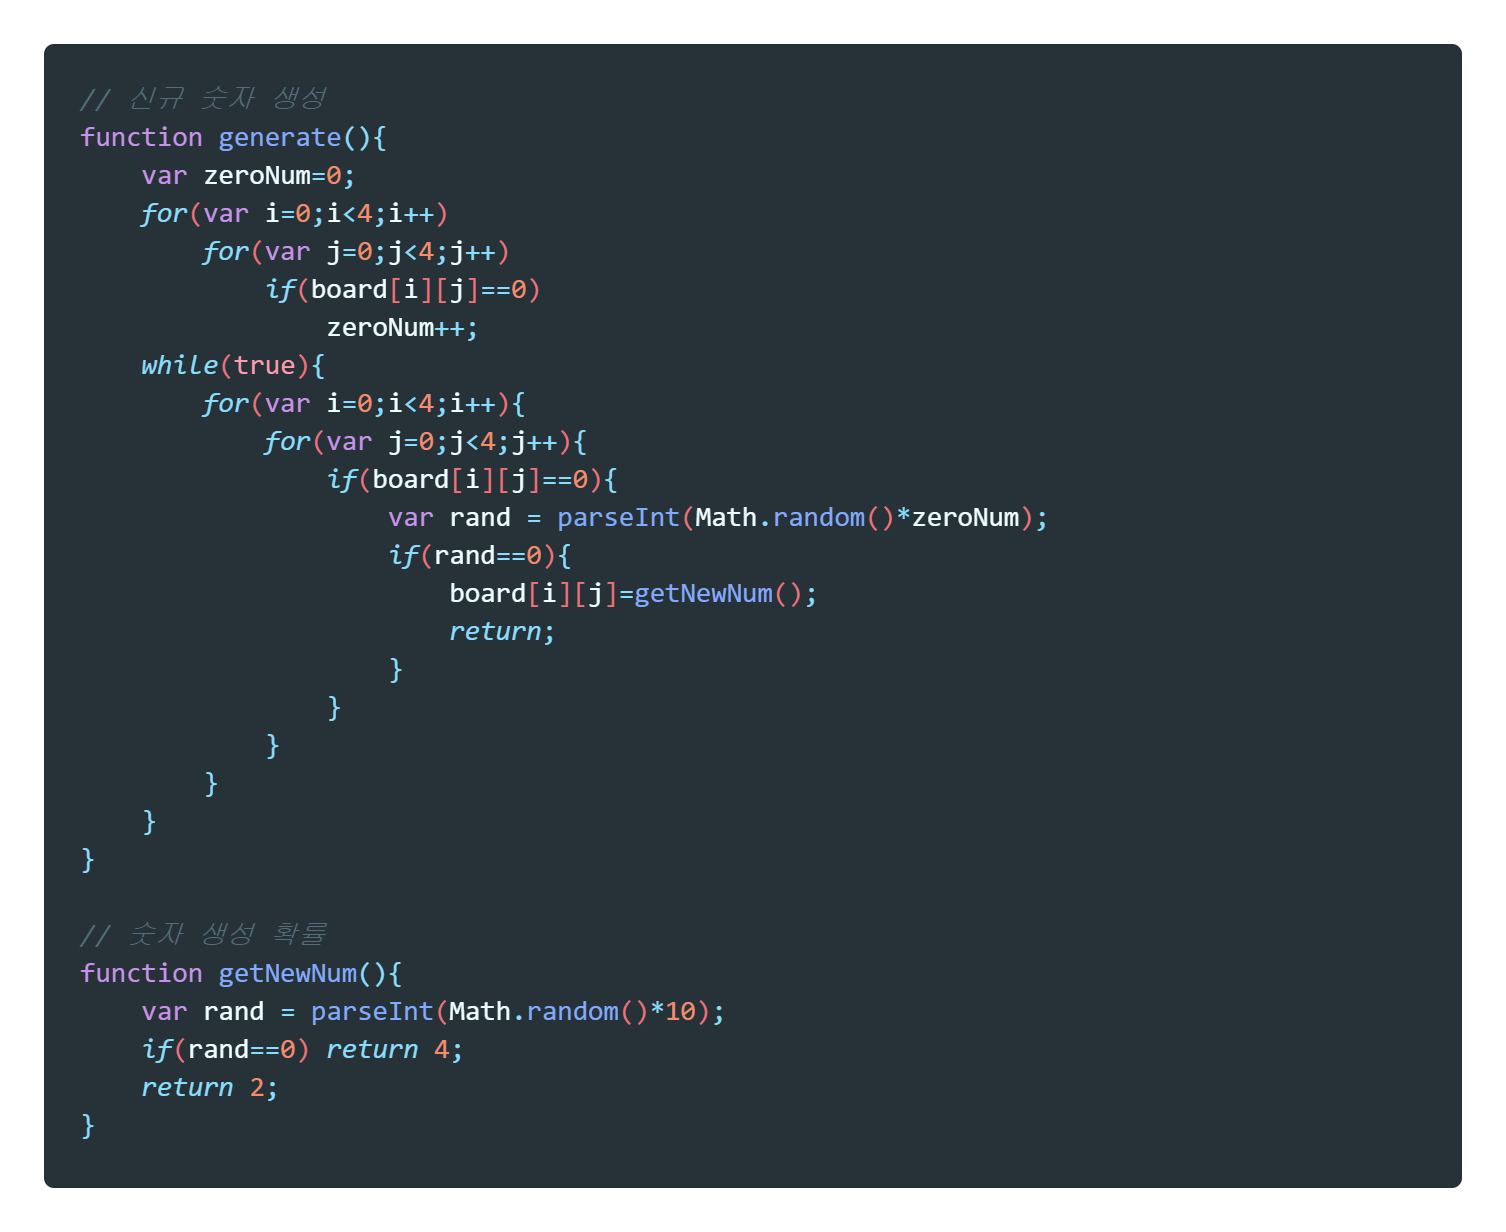 // 신규 숫자 생성
function generate(){
    var zeroNum=0;
    for(var i=0;i<4;i++)
        for(var j=0;j<4;j++)
            if(board[i][j]==0)
                zeroNum++;
    while(true){
        for(var i=0;i<4;i++){
            for(var j=0;j<4;j++){
                if(board[i][j]==0){
                    var rand = parseInt(Math.random()*zeroNum);
                    if(rand==0){
                        board[i][j]=getNewNum();
                        return;
                    }
                }
            }
        }
    }
}

// 숫자 생성 확률
function getNewNum(){
    var rand = parseInt(Math.random()*10);
    if(rand==0) return 4;
    return 2;
}